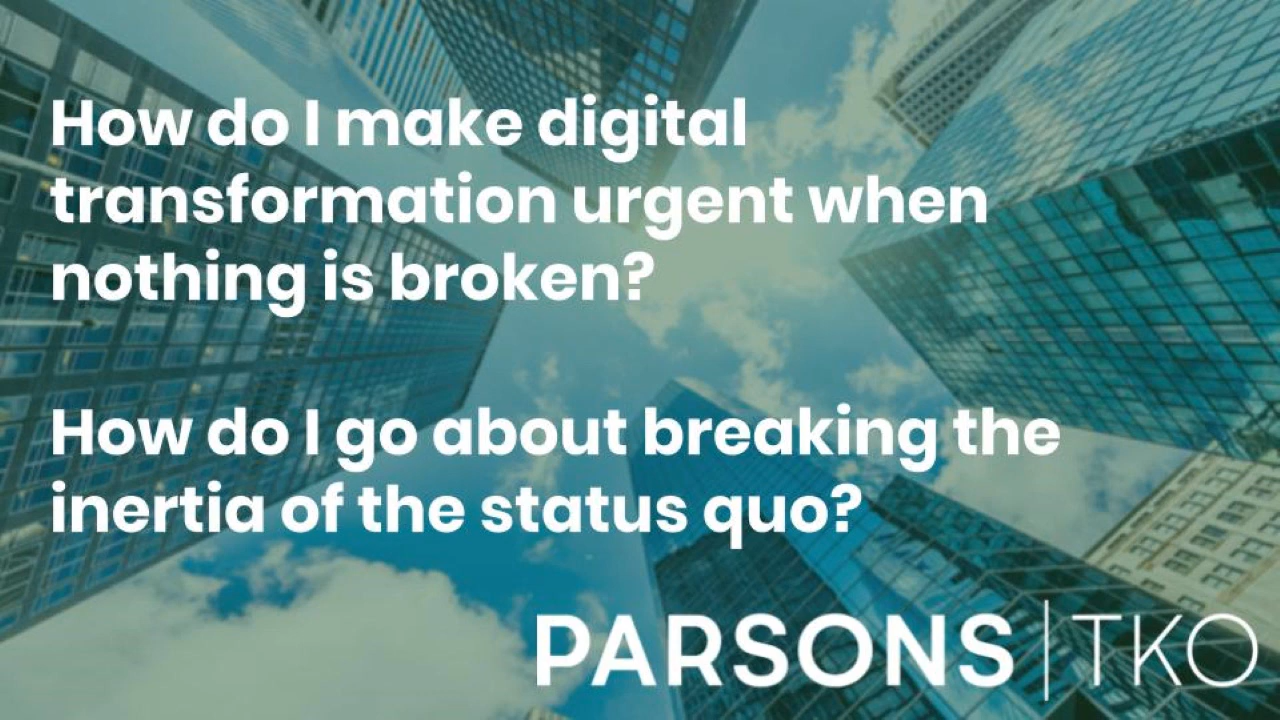 How do I make digital
transformation urgent when
nothing is broken?
How do I go about breaking the
inertia of the status quo?
PARSONS|TKO